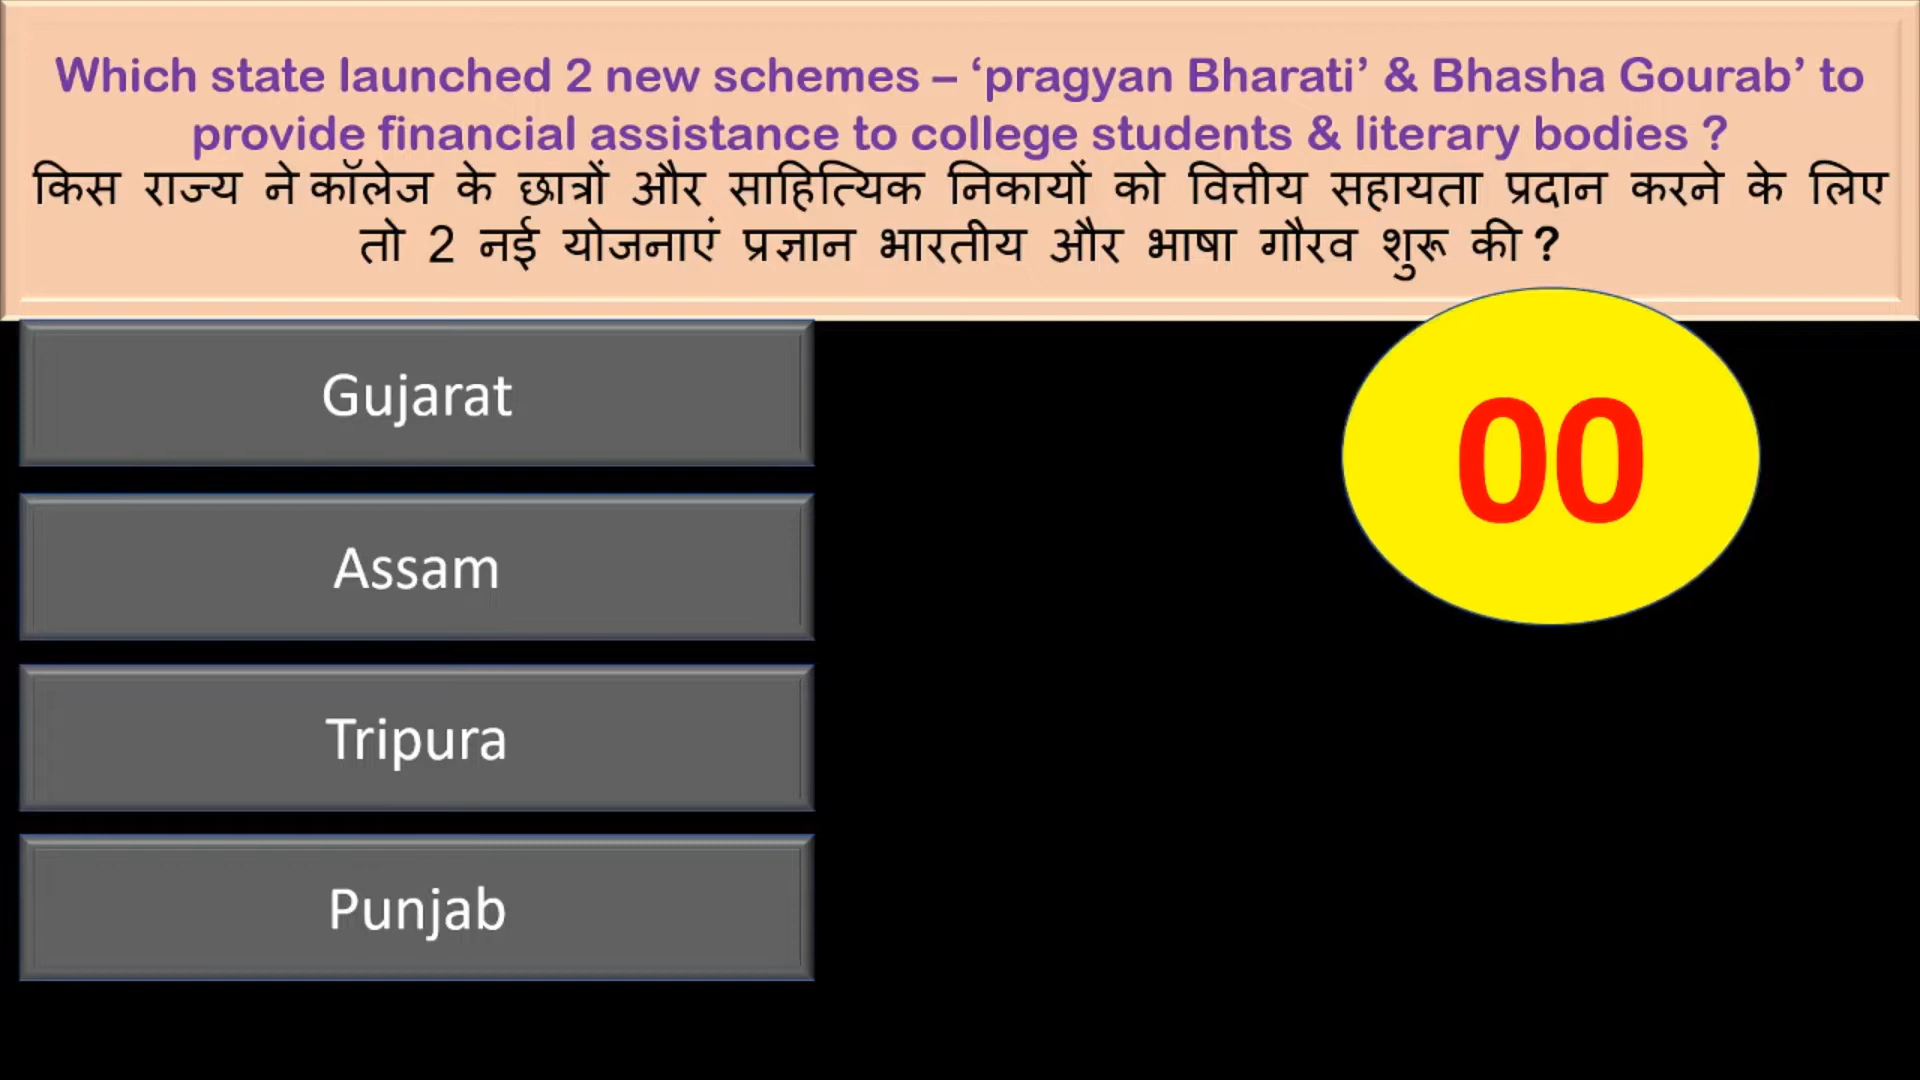 Which state launched 2 new schemes – ‘pragyan Bharati’ & Bhasha Gourab’ to
provide financial assistance to college students & literary bodies ?
किस राज्य ने कॉलेज के छात्रों और साहित्यिक निकायों को वित्तीय सहायता प्रदान करने के लिए
तो 2 नई योजनाएं प्रज्ञान भारतीय और भाषा गौरव शुरू की ?
Gujarat
00
Assam
Tripura
Punjab